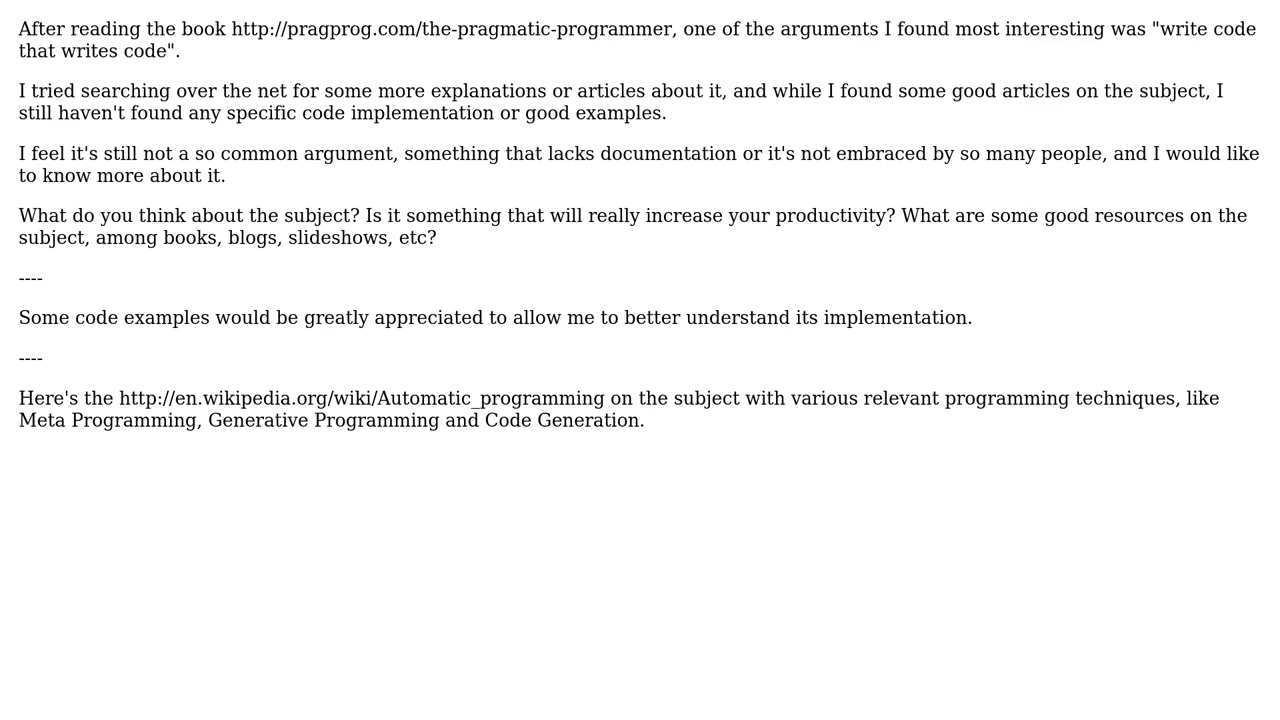 After reading the book http://pragprog.com/the-pragmatic-programmer, one of the arguments I found most interesting was "write code
that writes code".
I tried searching over the net for some more explanations or articles about it, and while I found some good articles on the subject, I
still haven't found any specific code implementation or good examples.
I feel it's still not a so common argument, something that lacks documentation or it's not embraced by so many people, and I would like
to know more about it.
What do you think about the subject? Is it something that will really increase your productivity? What are some good resources on the
subject, among books, blogs, slideshows, etc?
----
Some code examples would be greatly appreciated to allow me to better understand its implementation.
----
Here's the http://en.wikipedia.org/wiki/Automatic_programming on the subject with various relevant programming techniques, like
Meta Programming, Generative Programming and Code Generation.